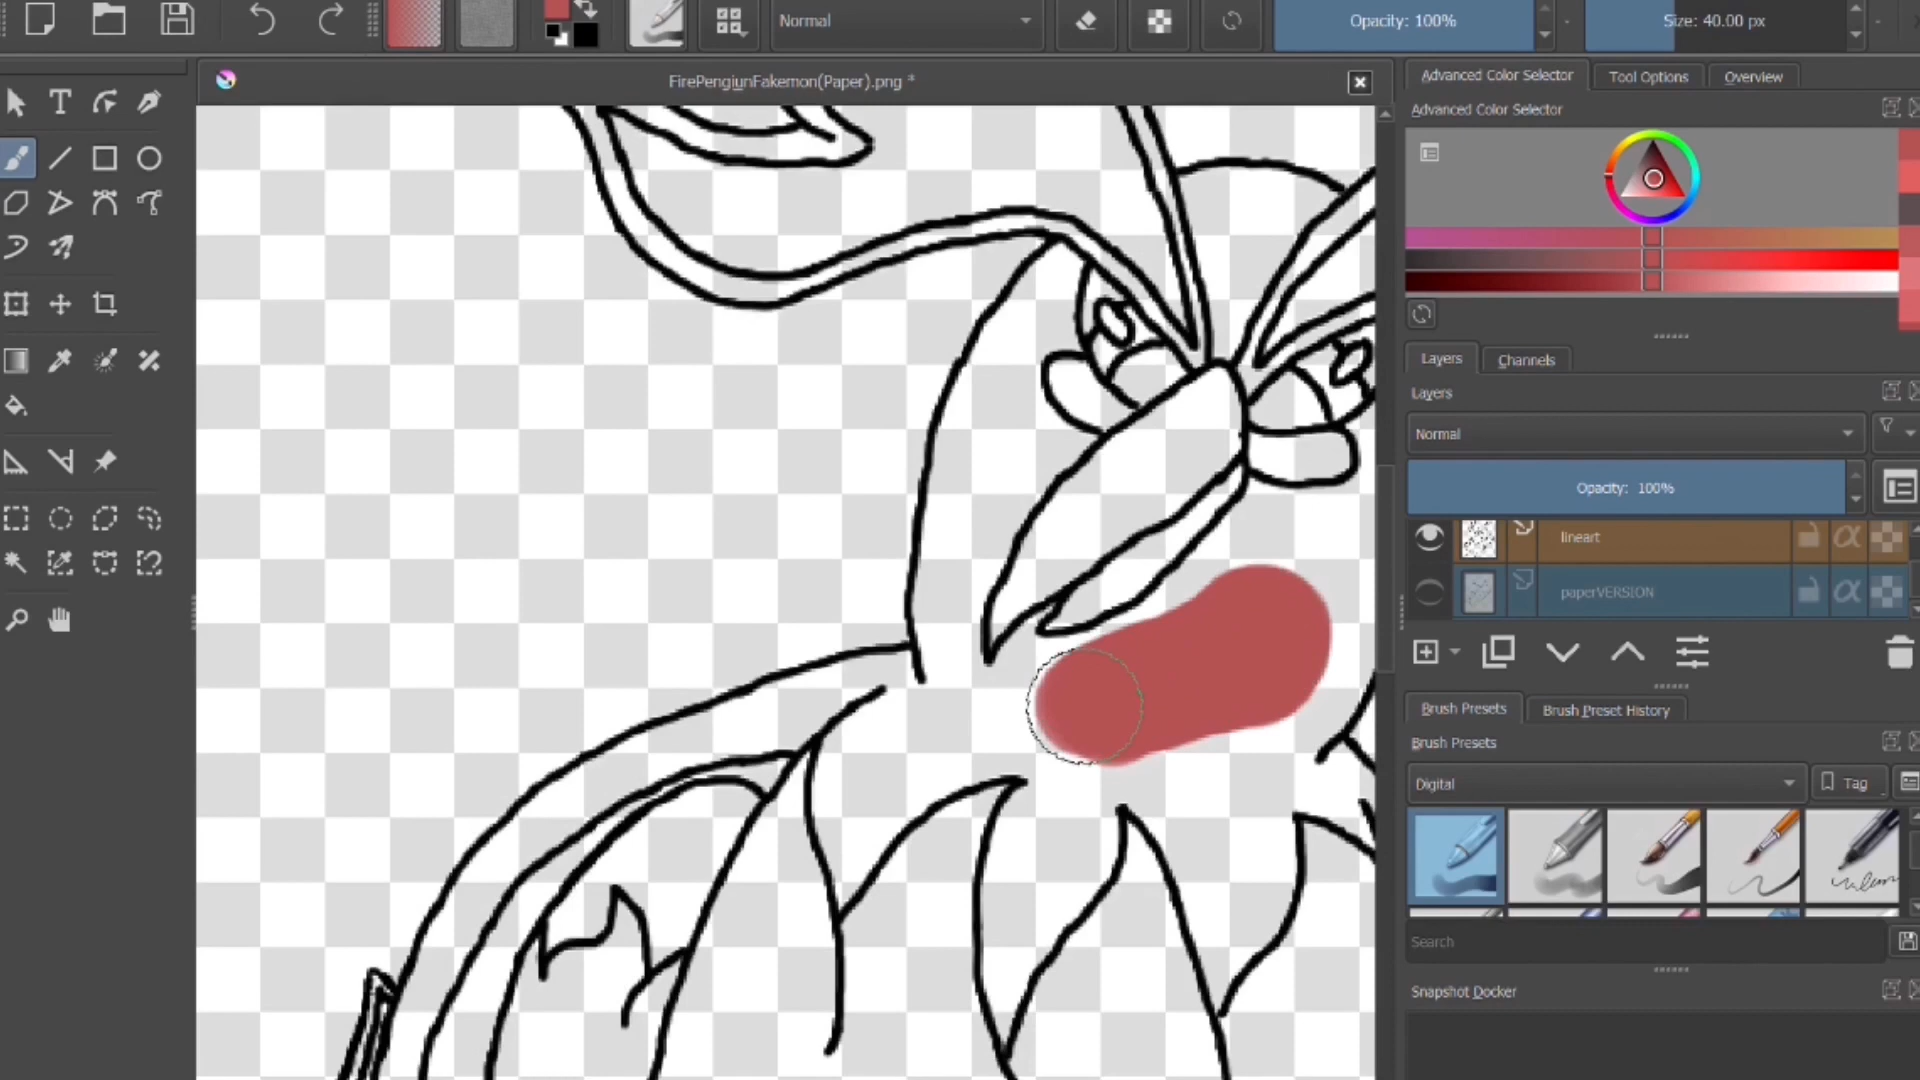 Normal
Opacity: 100%
Size: 40.00 px
FirePengiunFakemon(Paper).png *
Advanced Color Selector
Tool Options
Overview
Advanced Color Selector
Layers
Channels
Layers
Normal
Opacity: 100%
lineart
paperVERSION
Brush Presets
Brush Preset History
Brush Presets
Digital
Tag
Search
Snapshot Docker